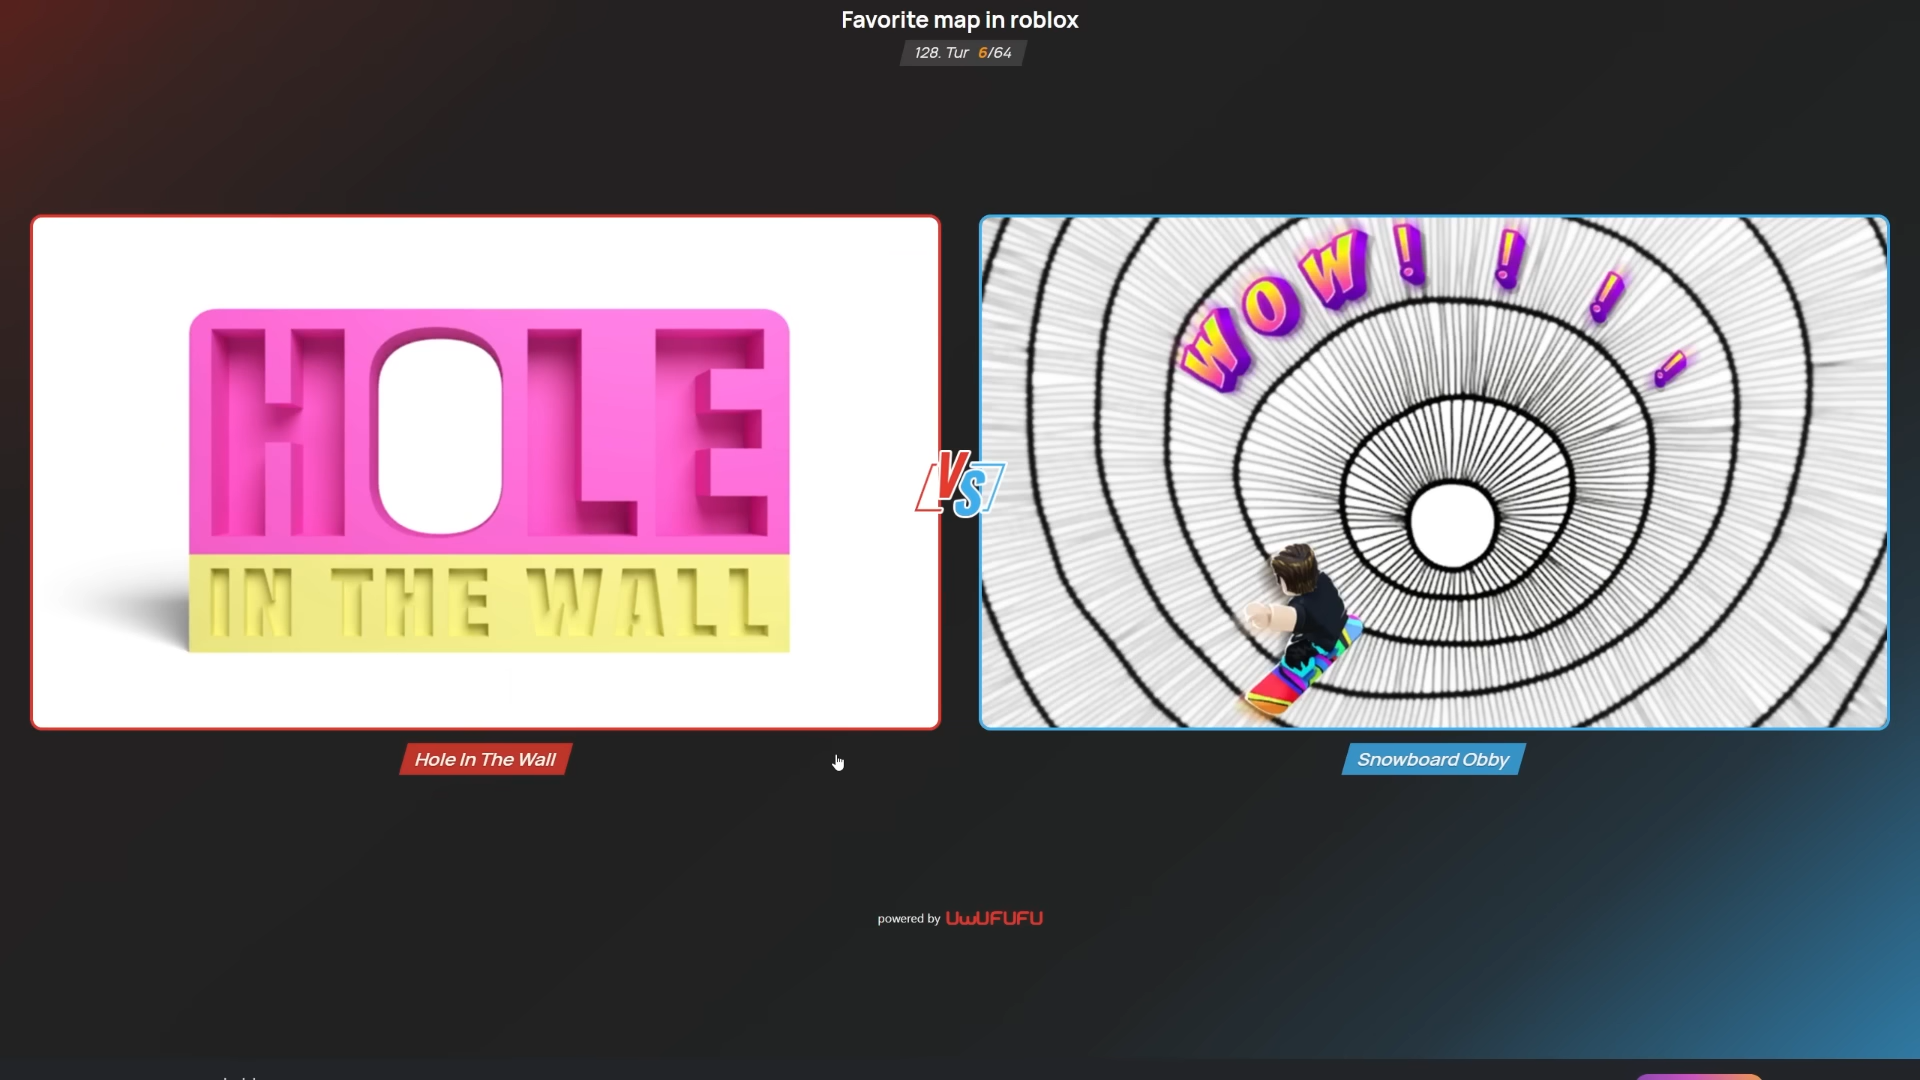 Favorite map in roblox
128. Tur 6/64
HOLE
IN THE WALL
WOW!!!!
VS
Hole In The Wall
Snowboard Obby
powered by UwUFUFU